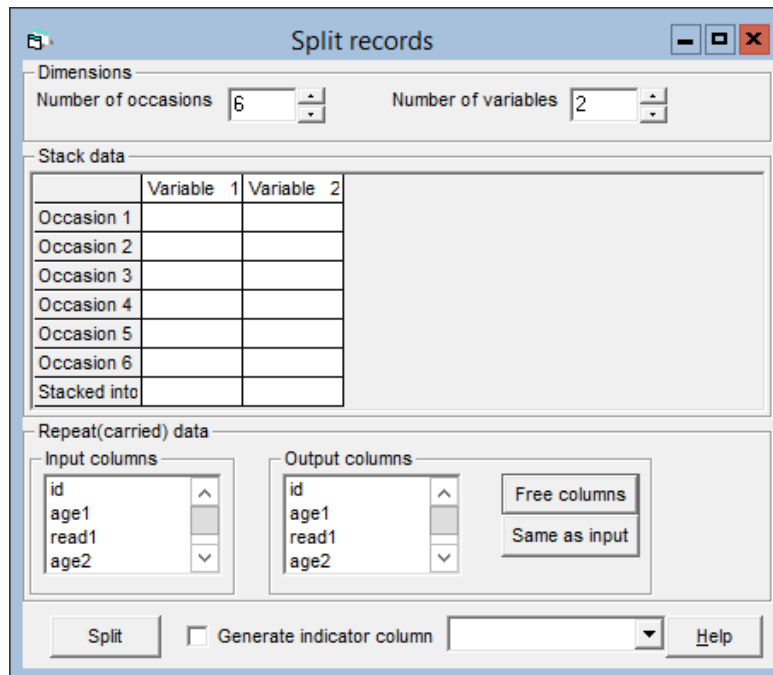 Split records
Dimensions
Number of occasions 6 Number of variables 2
Stack data
Variable 1 Variable 2
Occasion 1
Occasion 2
Occasion 3
Occasion 4
Occasion 5
Occasion 6
Stacked into
Repeat(carried) data
Input columns
id
age1
read1
age2
Output columns
id
age1
read1
age2
Free columns
Same as input
Split Generate indicator column Help